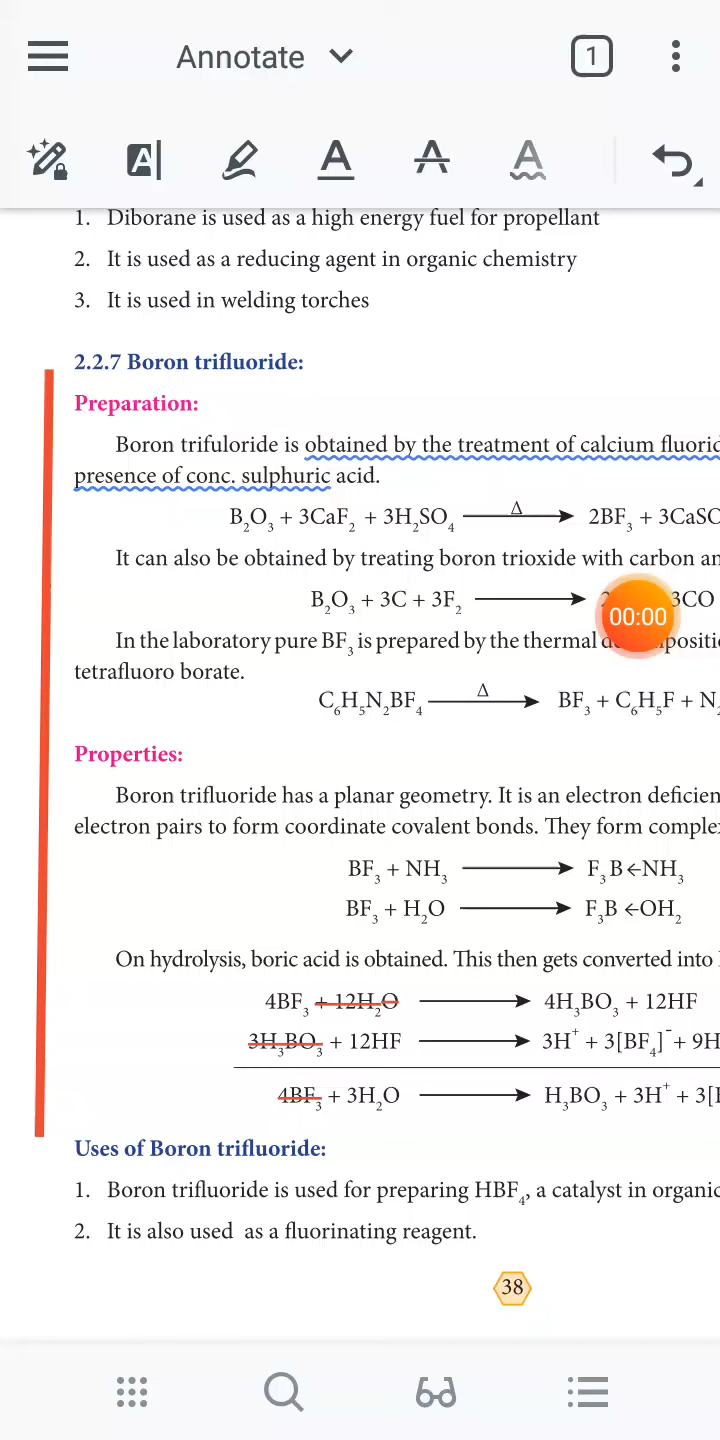 Annotate
1
A A A A
1. Diborane is used as a high energy fuel for propellant
2. It is used as a reducing agent in organic chemistry
3. It is used in welding torches
2.2.7 Boron trifluoride:
Preparation:
Boron trifuloride is obtained by the treatment of calcium fluorid
presence of conc. sulphuric acid.
B₂O₃ + 3CaF₂ + 3H₂SO₄ —Δ→ 2BF₃ + 3CaSO
It can also be obtained by treating boron trioxide with carbon an
B₂O₃ + 3C + 3F₂ ⟶ 3CO
00:00
In the laboratory pure BF₃ is prepared by the thermal
tetrafluoro borate.
C₆H₅N₂BF₄ —Δ→ BF₃ + C₆H₅F + N₂
Properties:
Boron trifluoride has a planar geometry. It is an electron deficien
electron pairs to form coordinate covalent bonds. They form comple
BF₃ + NH₃ ⟶ F₃B←NH₃
BF₃ + H₂O ⟶ F₃B ←OH₂
On hydrolysis, boric acid is obtained. This then gets converted into
4BF₃ + 12H₂O ⟶ 4H₃BO₃ + 12HF
3H₃BO₃ + 12HF ⟶ 3H⁺ + 3[BF₄]⁻ + 9H
4BF₃ + 3H₂O ⟶ H₃BO₃ + 3H⁺ + 3[
Uses of Boron trifluoride:
1. Boron trifluoride is used for preparing HBF₄, a catalyst in organic
2. It is also used as a fluorinating reagent.
38